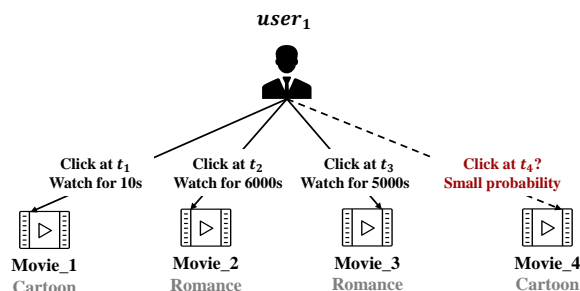 user₁
Click at t₁
Watch for 10s
Click at t₂
Watch for 6000s
Click at t₃
Watch for 5000s
Click at t₄?
Small probability
Movie_1
Cartoon
Movie_2
Romance
Movie_3
Romance
Movie_4
Cartoon